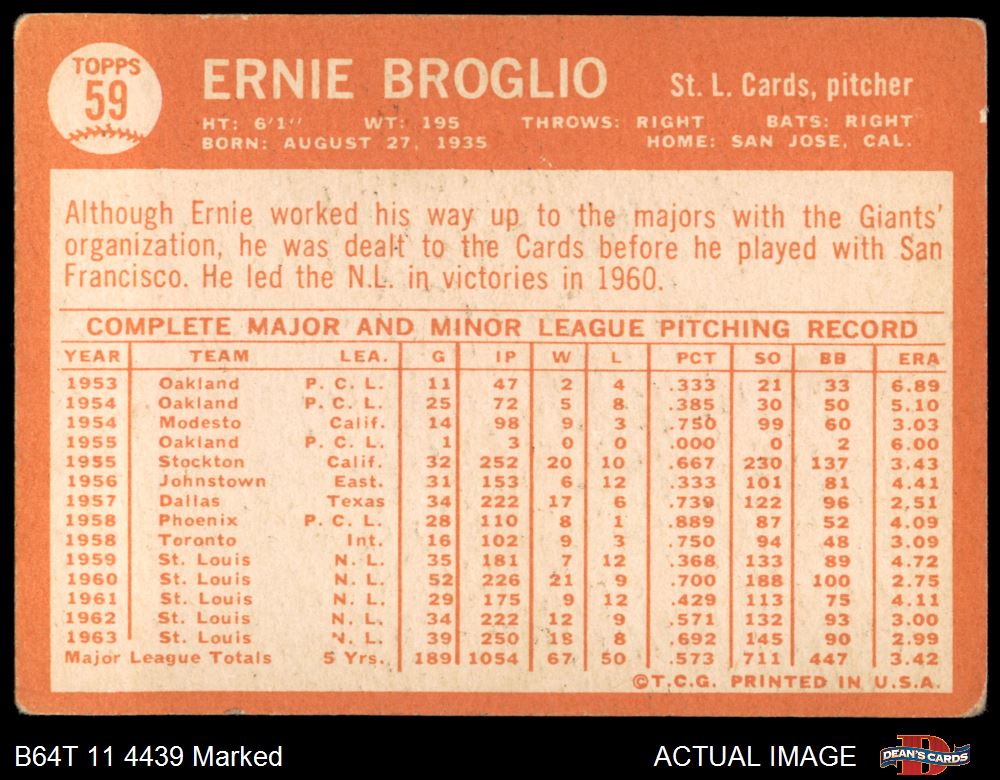 TOPPS
59
ERNIE BROGLIO
St. L. Cards, pitcher
HT: 6'1" WT: 195 THROWS: RIGHT BATS: RIGHT
BORN: AUGUST 27, 1935 HOME: SAN JOSE, CAL.
Although Ernie worked his way up to the majors with the Giants'
organization, he was dealt to the Cards before he played with San
Francisco. He led the N.L. in victories in 1960.
COMPLETE MAJOR AND MINOR LEAGUE PITCHING RECORD
YEAR TEAM LEA. G IP W L PCT SO BB ERA
1953 Oakland P. C. L. 11 47 2 4 .333 21 33 6.89
1954 Oakland P. C. L. 25 72 5 8 .385 30 50 5.10
1954 Modesto Calif. 14 98 9 3 .750 99 60 3.03
1955 Oakland P. C. L. 1 3 0 0 .000 0 2 6.00
1955 Stockton Calif. 32 252 20 10 .667 230 137 3.43
1956 Johnstown East. 31 153 6 12 .333 101 81 4.41
1957 Dallas Texas 34 222 17 6 .739 122 96 2.51
1958 Phoenix P. C. L. 28 110 8 1 .889 87 52 4.09
1958 Toronto Int. 16 102 9 3 .750 94 48 3.09
1959 St. Louis N. L. 35 181 7 12 .368 133 89 4.72
1960 St. Louis N. L. 52 226 21 9 .700 188 100 2.75
1961 St. Louis N. L. 29 175 9 12 .429 113 75 4.11
1962 St. Louis N. L. 34 222 12 9 .571 132 93 3.00
1963 St. Louis N. L. 39 250 18 8 .692 145 90 2.99
Major League Totals 5 Yrs. 189 1054 67 50 .573 711 447 3.42
©T.C.G. PRINTED IN U.S.A.
B64T 11 4439 Marked
ACTUAL IMAGE
DEAN'S CARDS